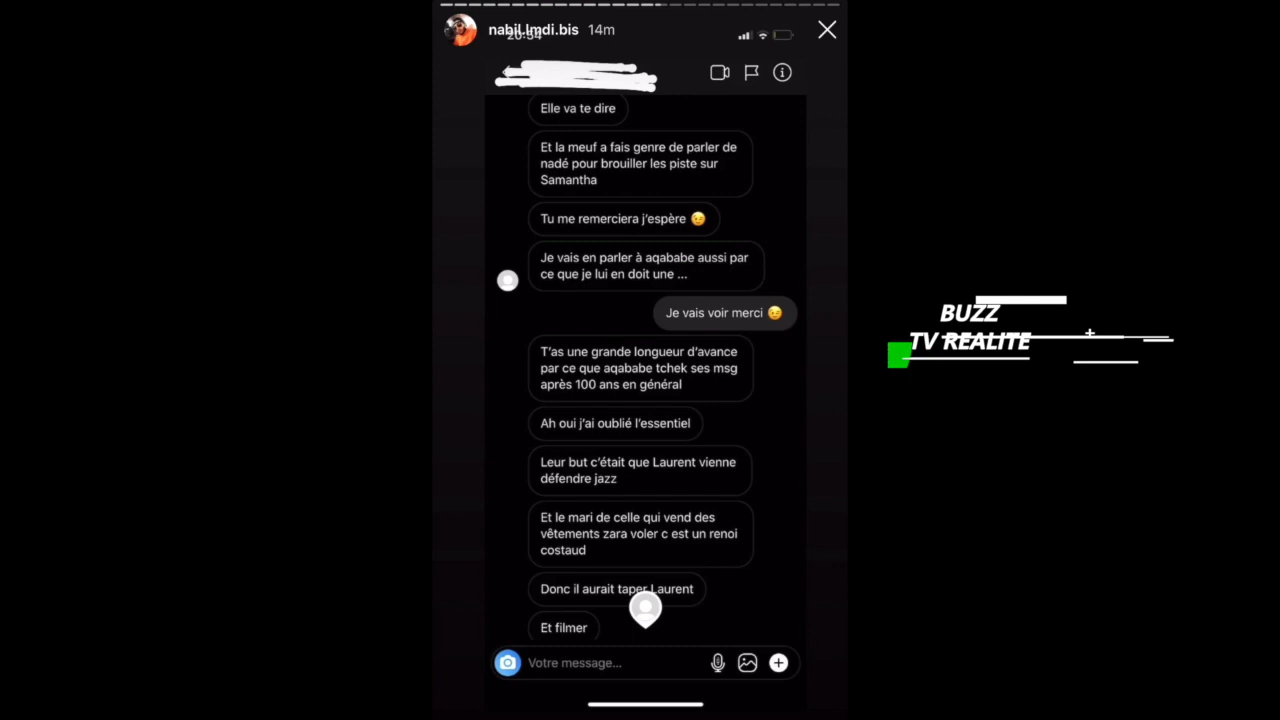 nabil.lmdi.bis 14m
20:34
Elle va te dire
Et la meuf a fais genre de parler de
nadé pour brouiller les piste sur
Samantha
Tu me remerciera j'espère 😉
Je vais en parler à aqababe aussi par
ce que je lui en doit une ...
Je vais voir merci 😉
T'as une grande longueur d'avance
par ce que aqababe tchek ses msg
après 100 ans en général
Ah oui j'ai oublié l'essentiel
Leur but c'était que Laurent vienne
défendre jazz
Et le mari de celle qui vend des
vêtements zara voler c est un renoi
costaud
Donc il aurait taper Laurent
Et filmer
Votre message...
BUZZ
TV REALITE